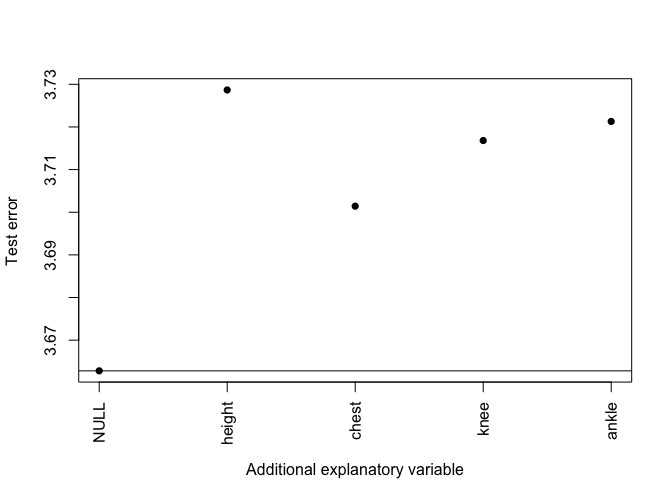 Test error
3.73
3.71
3.69
3.67
NULL
height
chest
knee
ankle
Additional explanatory variable